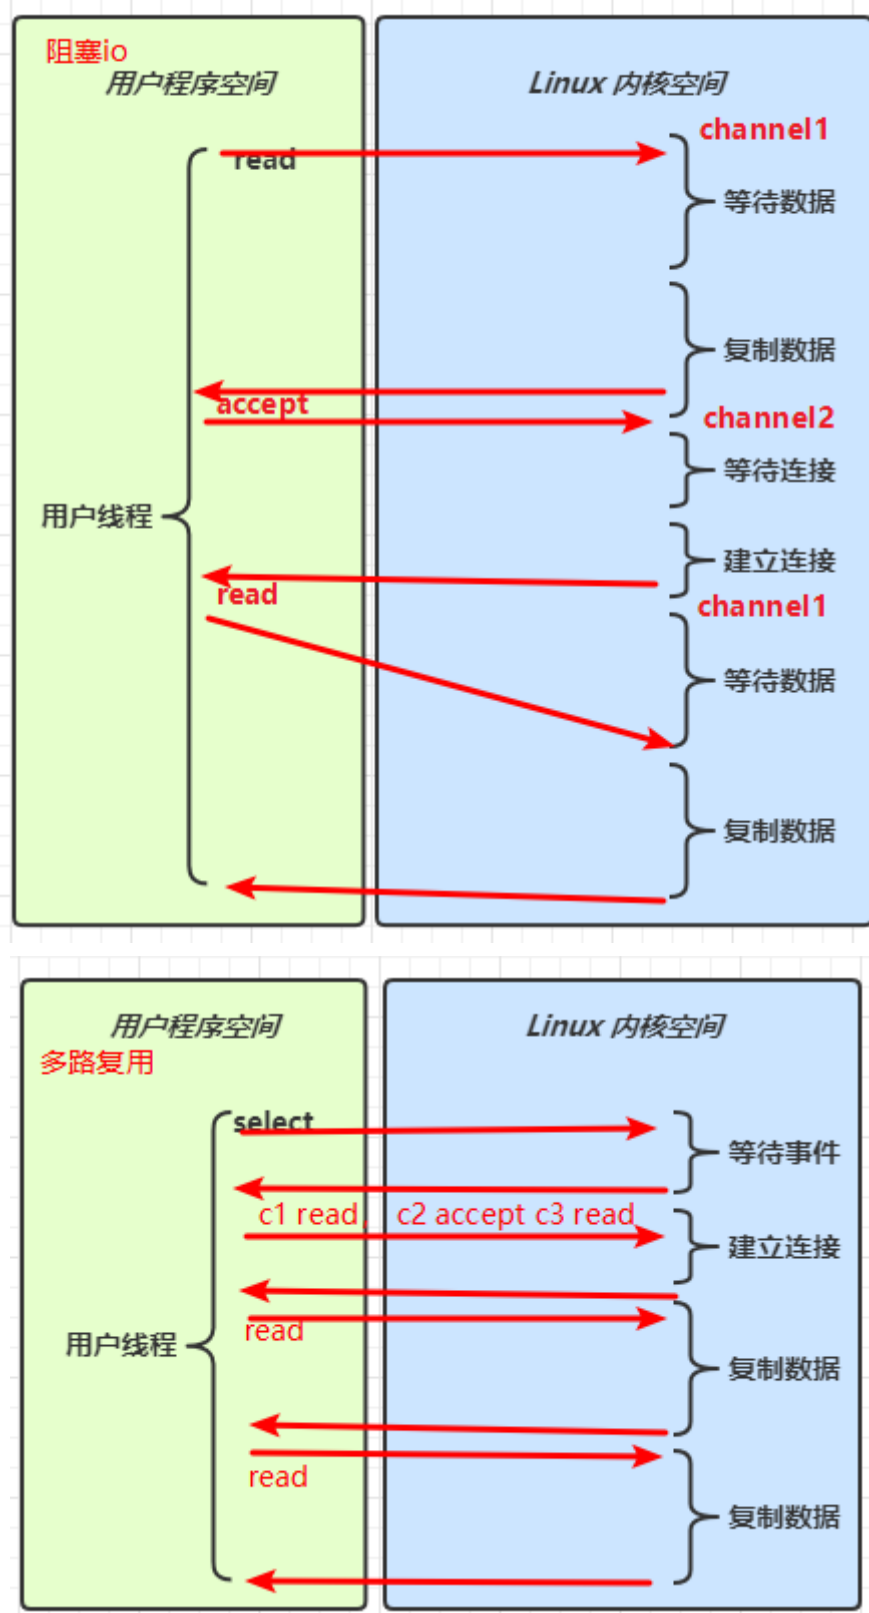 阻塞io
用户程序空间
Linux 内核空间
channel1
read
等待数据
复制数据
accept
channel2
等待连接
用户线程
建立连接
read
channel1
等待数据
复制数据
用户程序空间
Linux 内核空间
多路复用
select
等待事件
c1 read, c2 accept c3 read
建立连接
read
用户线程
复制数据
read
复制数据